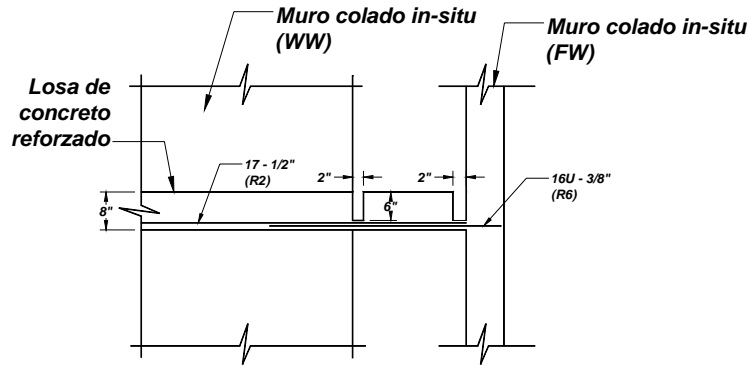 Muro colado in-situ
(WW)
Muro colado in-situ
(FW)
Losa de
concreto
reforzado
17 - 1/2"
(R2)
2"
2"
16U - 3/8"
(R6)
8"
6"